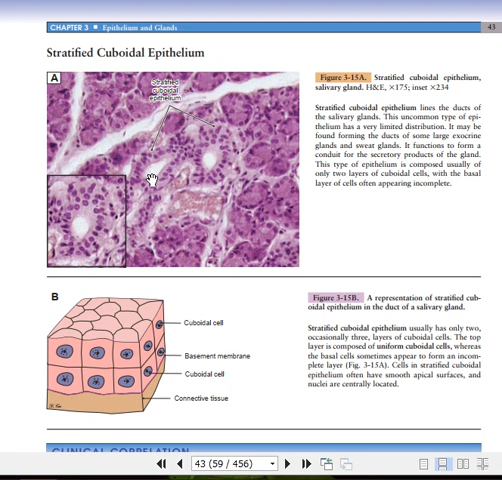 CHAPTER 3 ■ Epithelium and Glands
43
Stratified Cuboidal Epithelium
A
Stratified
cuboidal
epithelium
Figure 3-15A. Stratified cuboidal epithelium,
salivary gland. H&E, ×175; inset ×234
Stratified cuboidal epithelium lines the ducts of
the salivary glands. This uncommon type of epi-
thelium has a very limited distribution. It may be
found forming the ducts of some large exocrine
glands and sweat glands. It functions to form a
conduit for the secretory products of the gland.
This type of epithelium is composed usually of
only two layers of cuboidal cells, with the basal
layer of cells often appearing incomplete.
B
Cuboidal cell
Basement membrane
Cuboidal cell
Connective tissue
Figure 3-15B. A representation of stratified cub-
oidal epithelium in the duct of a salivary gland.
Stratified cuboidal epithelium usually has only two,
occasionally three, layers of cuboidal cells. The top
layer is composed of uniform cuboidal cells, whereas
the basal cells sometimes appear to form an incom-
plete layer (Fig. 3-15A). Cells in stratified cuboidal
epithelium often have smooth apical surfaces, and
nuclei are centrally located.
CLINICAL CORRELATION
43 (59 / 456)